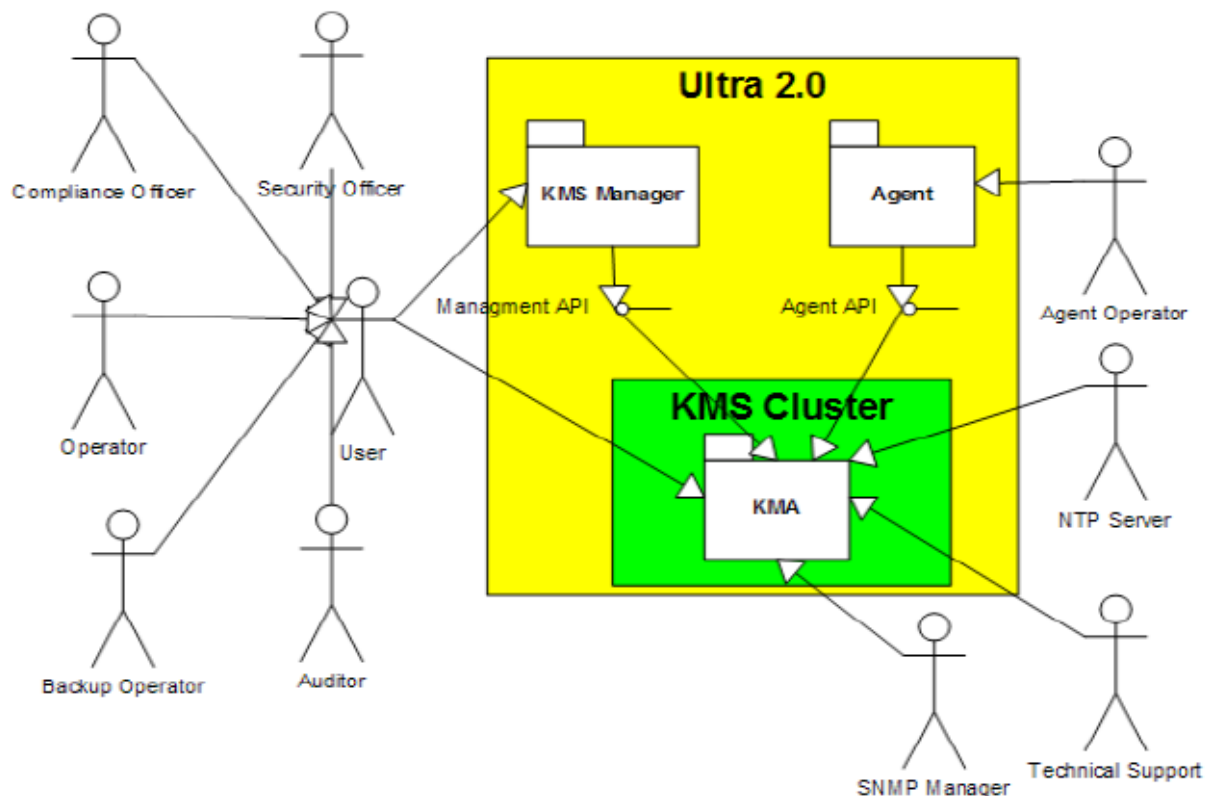 Compliance Officer
Security Officer
Ultra 2.0
KMS Manager
Agent
Managment API
Agent API
Agent Operator
Operator
User
KMS Cluster
KMA
NTP Server
Backup Operator
Auditor
SNMP Manager
Technical Support